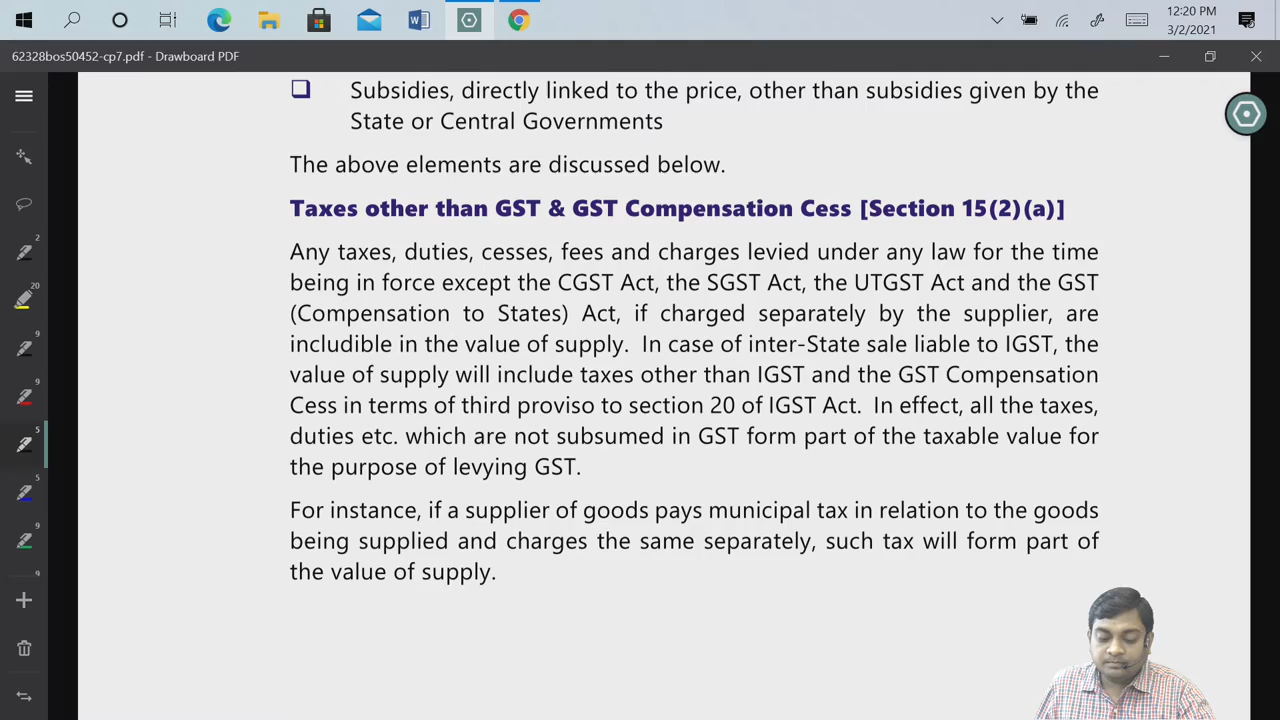 12:20 PM
3/2/2021
62328bos50452-cp7.pdf - Drawboard PDF
Subsidies, directly linked to the price, other than subsidies given by the
State or Central Governments
The above elements are discussed below.
Taxes other than GST & GST Compensation Cess [Section 15(2)(a)]
Any taxes, duties, cesses, fees and charges levied under any law for the time
being in force except the CGST Act, the SGST Act, the UTGST Act and the GST
(Compensation to States) Act, if charged separately by the supplier, are
includible in the value of supply. In case of inter-State sale liable to IGST, the
value of supply will include taxes other than IGST and the GST Compensation
Cess in terms of third proviso to section 20 of IGST Act. In effect, all the taxes,
duties etc. which are not subsumed in GST form part of the taxable value for
the purpose of levying GST.
For instance, if a supplier of goods pays municipal tax in relation to the goods
being supplied and charges the same separately, such tax will form part of
the value of supply.
2
20
9
9
5
5
9
9